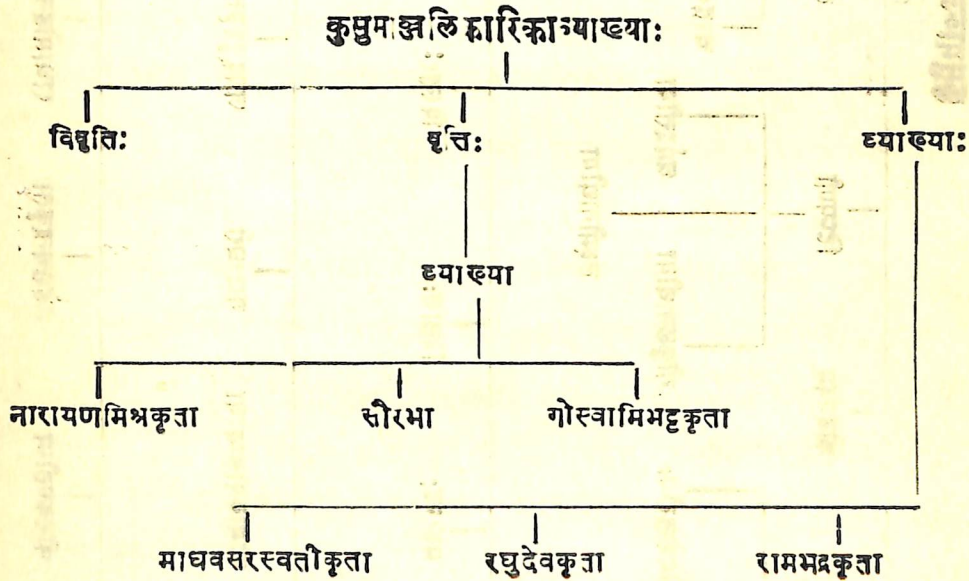 कुसुमाञ्जलिकारिकाव्याख्याः
विवृतिः वृत्तिः व्याख्याः
व्याख्या
नारायणमिश्रकृता सौरभा गोस्वामिभट्टकृता
माधवसरस्वतीकृता रघुदेवकृता रामभद्रकृता